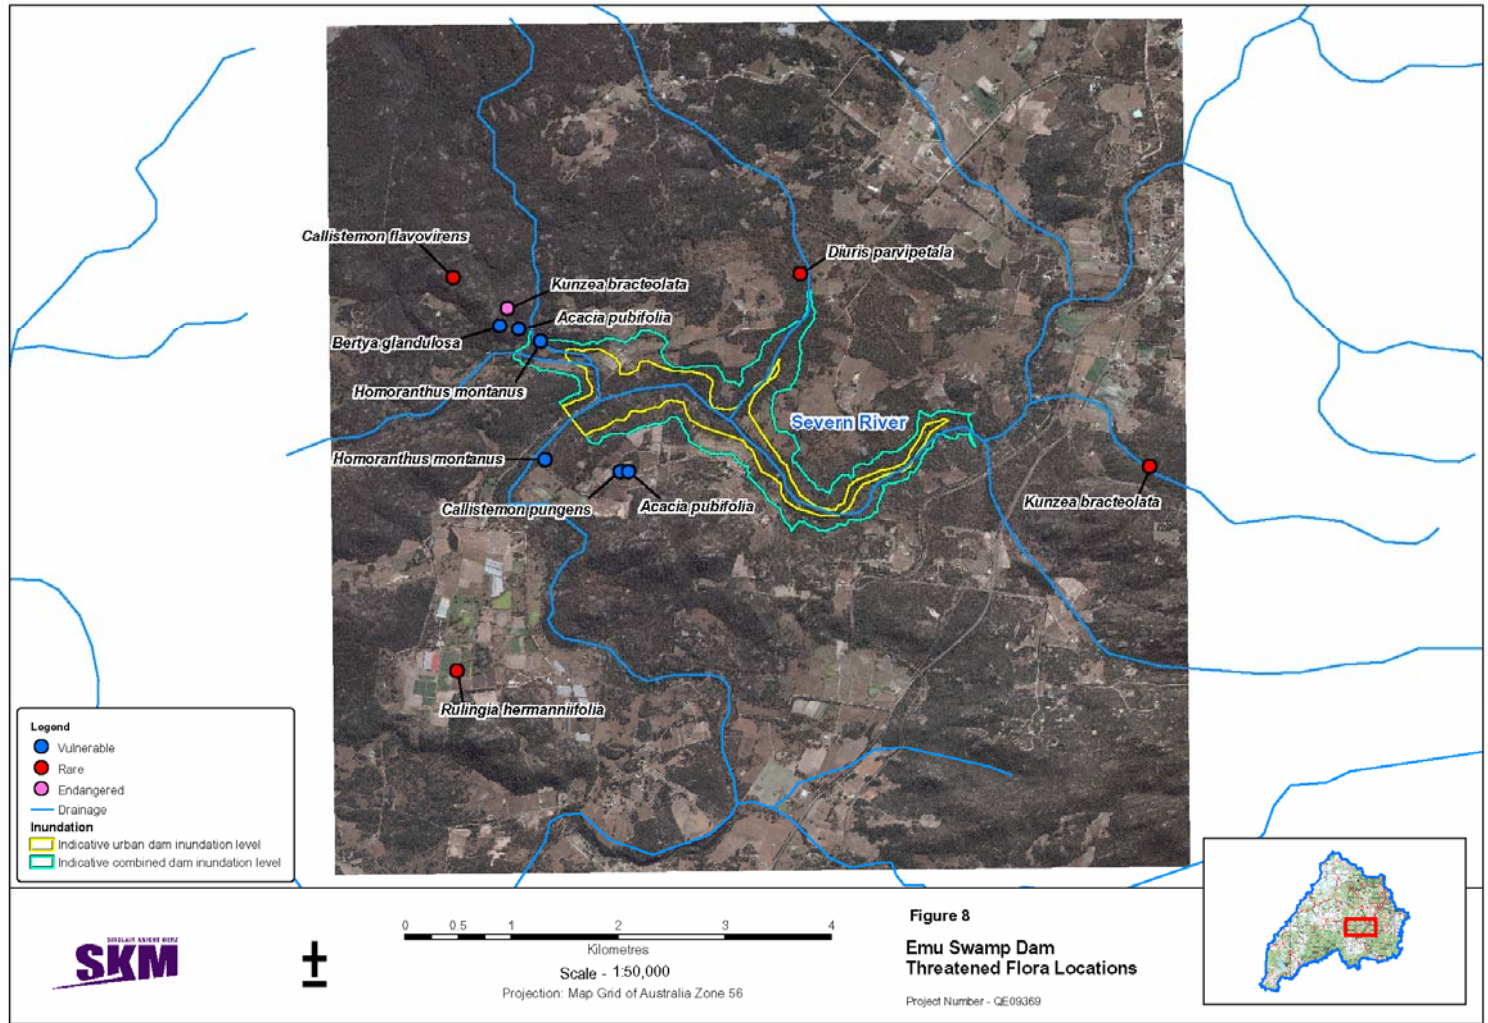 Callistemon flavovirens
Diuris parvipetala
Kunzea bracteolata
Acacia pubifolia
Bertya glandulosa
Homoranthus montanus
Severn River
Homoranthus montanus
Kunzea bracteolata
Callistemon pungens
Acacia pubifolia
Rulingia hermanniifolia
Legend
Vulnerable
Rare
Endangered
Drainage
Inundation
Indicative urban dam inundation level
Indicative combined dam inundation level
SINCLAIR KNIGHT MERZ
SKM
0 0.5 1 2 3 4
Kilometres
Scale - 1:50,000
Projection: Map Grid of Australia Zone 56
Figure 8
Emu Swamp Dam
Threatened Flora Locations
Project Number - QE09369